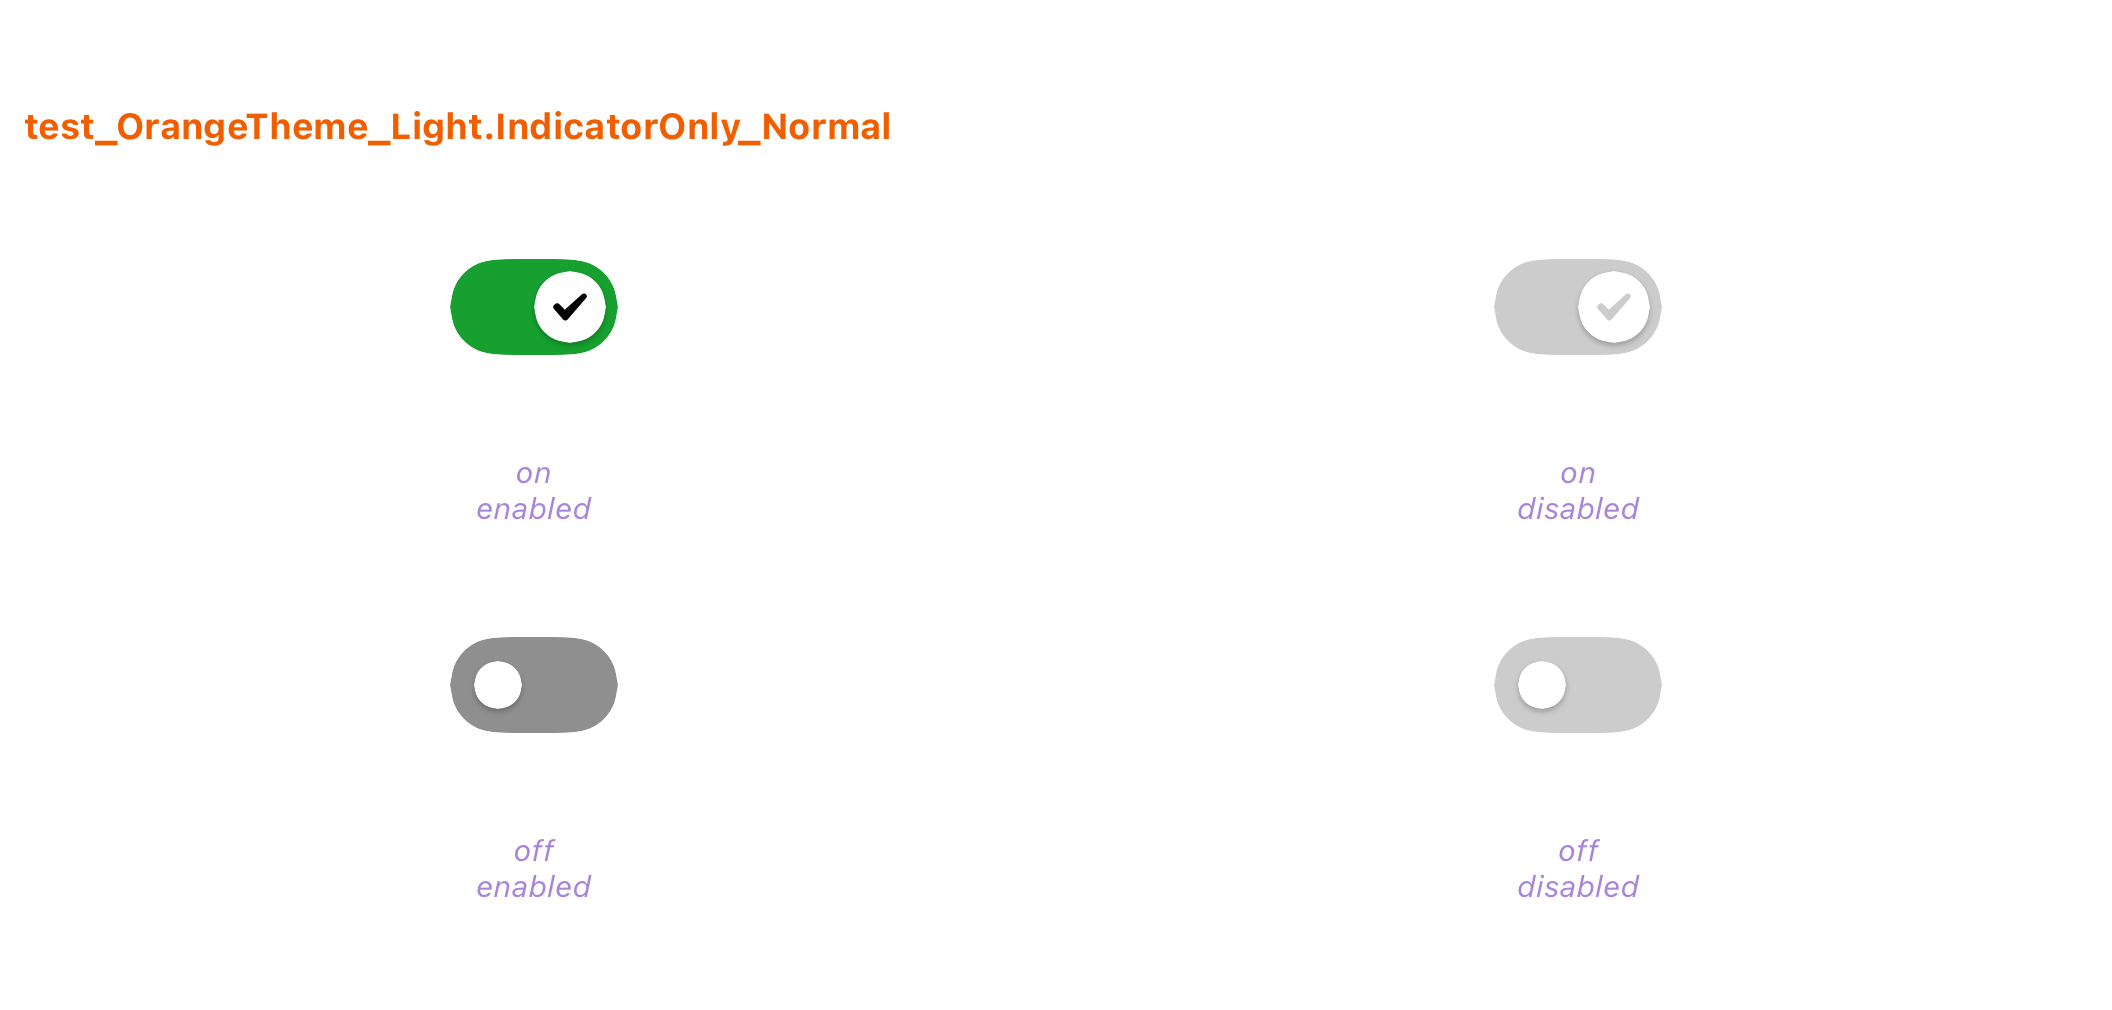 test_OrangeTheme_Light.IndicatorOnly_Normal
on
enabled
on
disabled
off
enabled
off
disabled